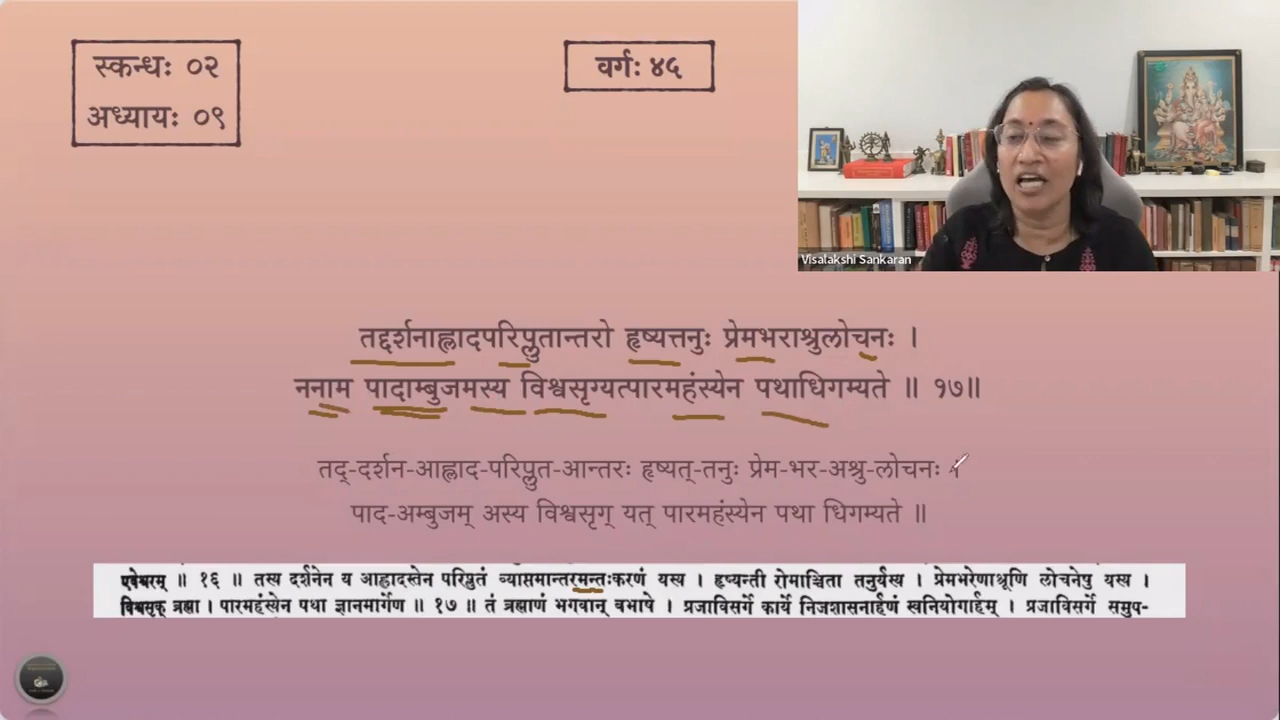 स्कन्धः ०२
अध्यायः ०९
वर्गः ४५
Visalakshi Sankaran
तद्दर्शनाह्लादपरिप्लुतान्तरो हृष्यत्तनुः प्रेमभराश्रुलोचनः ।
ननाम पादाम्बुजमस्य विश्वसृग्यत्पारमहंस्येन पथाधिगम्यते ॥ १७॥
तद्-दर्शन-आह्लाद-परिप्लुत-आन्तरः हृष्यत्-तनुः प्रेम-भर-अश्रु-लोचनः ।
पाद-अम्बुजम् अस्य विश्वसृग् यत् पारमहंस्येन पथा धिगम्यते ॥
एवेश्वरम् ॥ १६ ॥ तस्य दर्शनेन य आह्लादस्तेन परिप्लुतं व्याप्तमान्तरमन्तःकरणं यस्य । हृष्यन्ती रोमाञ्चिता तनुर्यस्य । प्रेमभरेणाश्रूणि लोचनेषु यस्य ।
विश्वसृक् ब्रह्मा । पारमहंस्येन पथा ज्ञानमार्गेण ॥ १७ ॥ तं ब्रह्माणं भगवान् बभाषे । प्रजाविसर्गे कार्ये निजशासनार्हणं स्वनियोगार्हम् । प्रजाविसर्गे समुप-